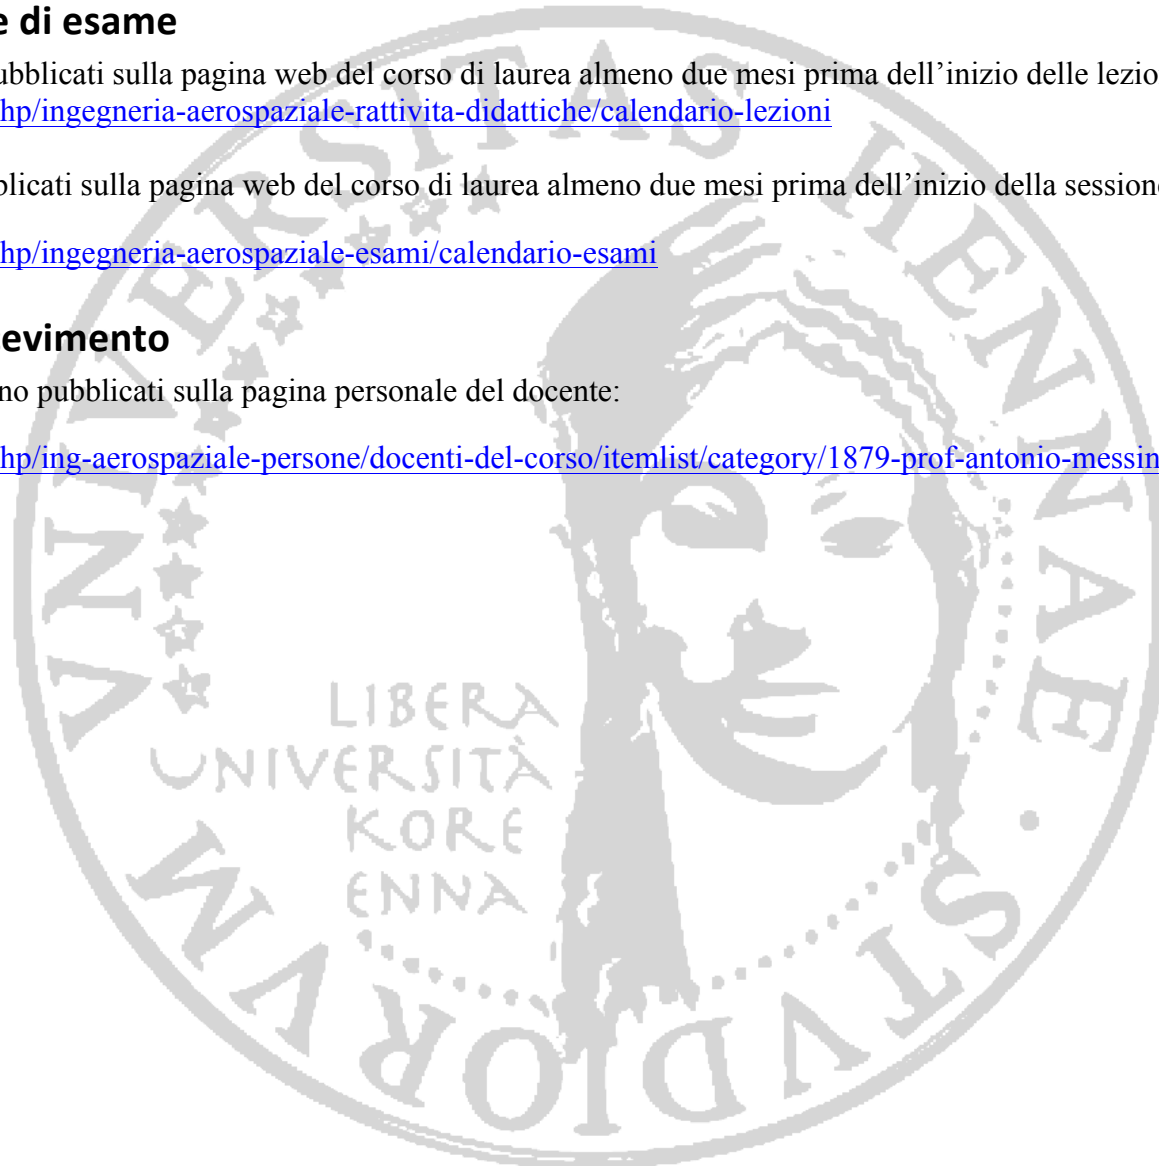 e di esame
ubblicati sulla pagina web del corso di laurea almeno due mesi prima dell’inizio delle lezio
hp/ingegneria-aerospaziale-rattivita-didattiche/calendario-lezioni
blicati sulla pagina web del corso di laurea almeno due mesi prima dell’inizio della sessione
hp/ingegneria-aerospaziale-esami/calendario-esami
evimento
no pubblicati sulla pagina personale del docente:
hp/ing-aerospaziale-persone/docenti-del-corso/itemlist/category/1879-prof-antonio-messin
VNIVERSITAS HENNAE • STVDIORVM
LIBERA
UNIVERSITÀ
KORE
ENNA